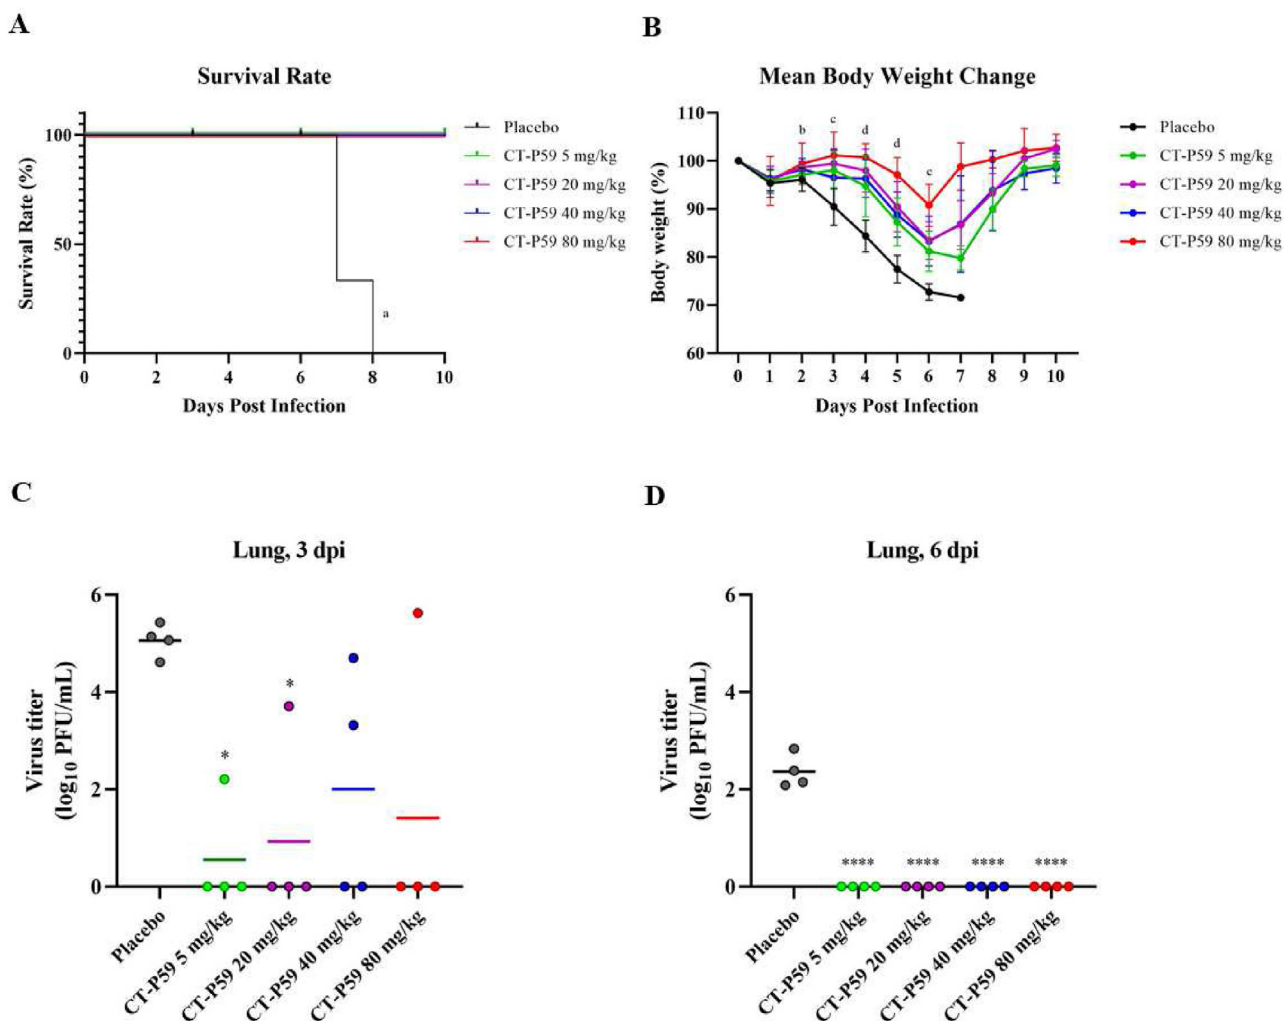 A
Survival Rate
Survival Rate (%)
100
50
0
0 2 4 6 8 10
a
Days Post Infection
Placebo
CT-P59 5 mg/kg
CT-P59 20 mg/kg
CT-P59 40 mg/kg
CT-P59 80 mg/kg
B
Mean Body Weight Change
Body weight (%)
110
100
90
80
70
60
b c d d c
0 1 2 3 4 5 6 7 8 9 10
Days Post Infection
Placebo
CT-P59 5 mg/kg
CT-P59 20 mg/kg
CT-P59 40 mg/kg
CT-P59 80 mg/kg
C
Lung, 3 dpi
Virus titer
(log10 PFU/mL)
6
4
2
0
*
*
Placebo
CT-P59 5 mg/kg
CT-P59 20 mg/kg
CT-P59 40 mg/kg
CT-P59 80 mg/kg
D
Lung, 6 dpi
Virus titer
(log10 PFU/mL)
6
4
2
0
**** **** **** ****
Placebo
CT-P59 5 mg/kg
CT-P59 20 mg/kg
CT-P59 40 mg/kg
CT-P59 80 mg/kg